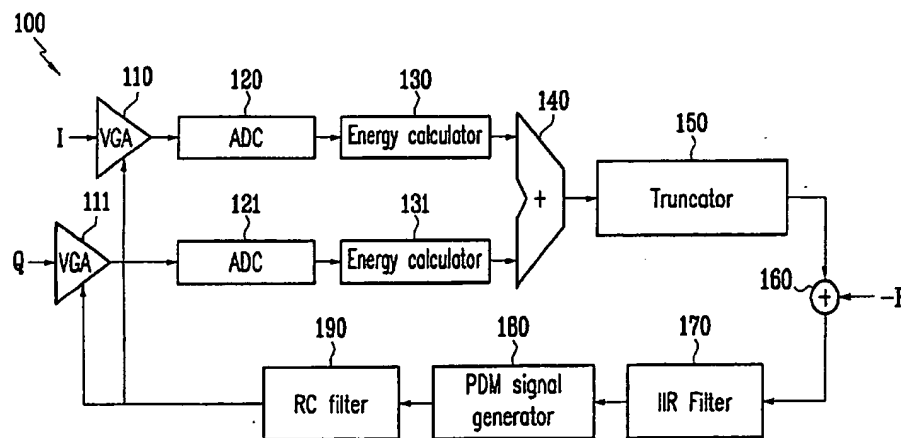 100
110
120
130
140
I
VGA
ADC
Energy calculator
150
111
121
131
+
Truncator
Q
VGA
ADC
Energy calculator
160
+
190
180
170
RC filter
PDM signal
generator
IIR Filter